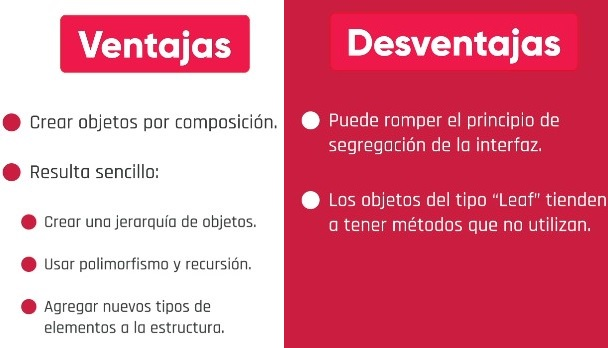 Ventajas
Crear objetos por composición.
Resulta sencillo:
Crear una jerarquía de objetos.
Usar polimorfismo y recursión.
Agregar nuevos tipos de
elementos a la estructura.
Desventajas
Puede romper el principio de
segregación de la interfaz.
Los objetos del tipo “Leaf” tienden
a tener métodos que no utilizan.